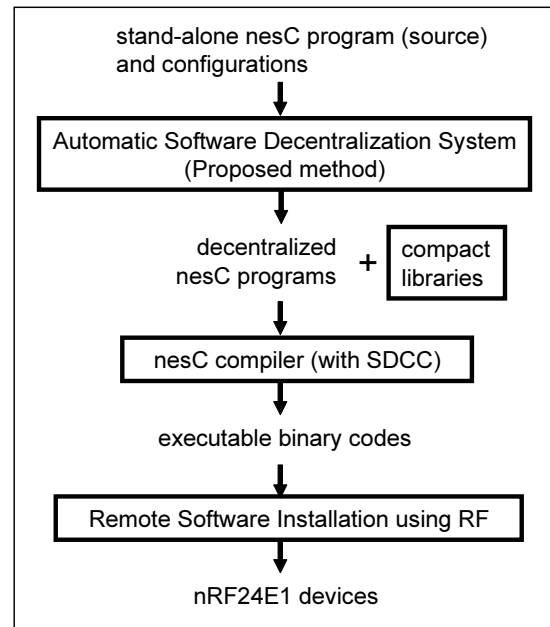 stand-alone nesC program (source)
and configurations
Automatic Software Decentralization System
(Proposed method)
decentralized
nesC programs
+
compact
libraries
nesC compiler (with SDCC)
executable binary codes
Remote Software Installation using RF
nRF24E1 devices